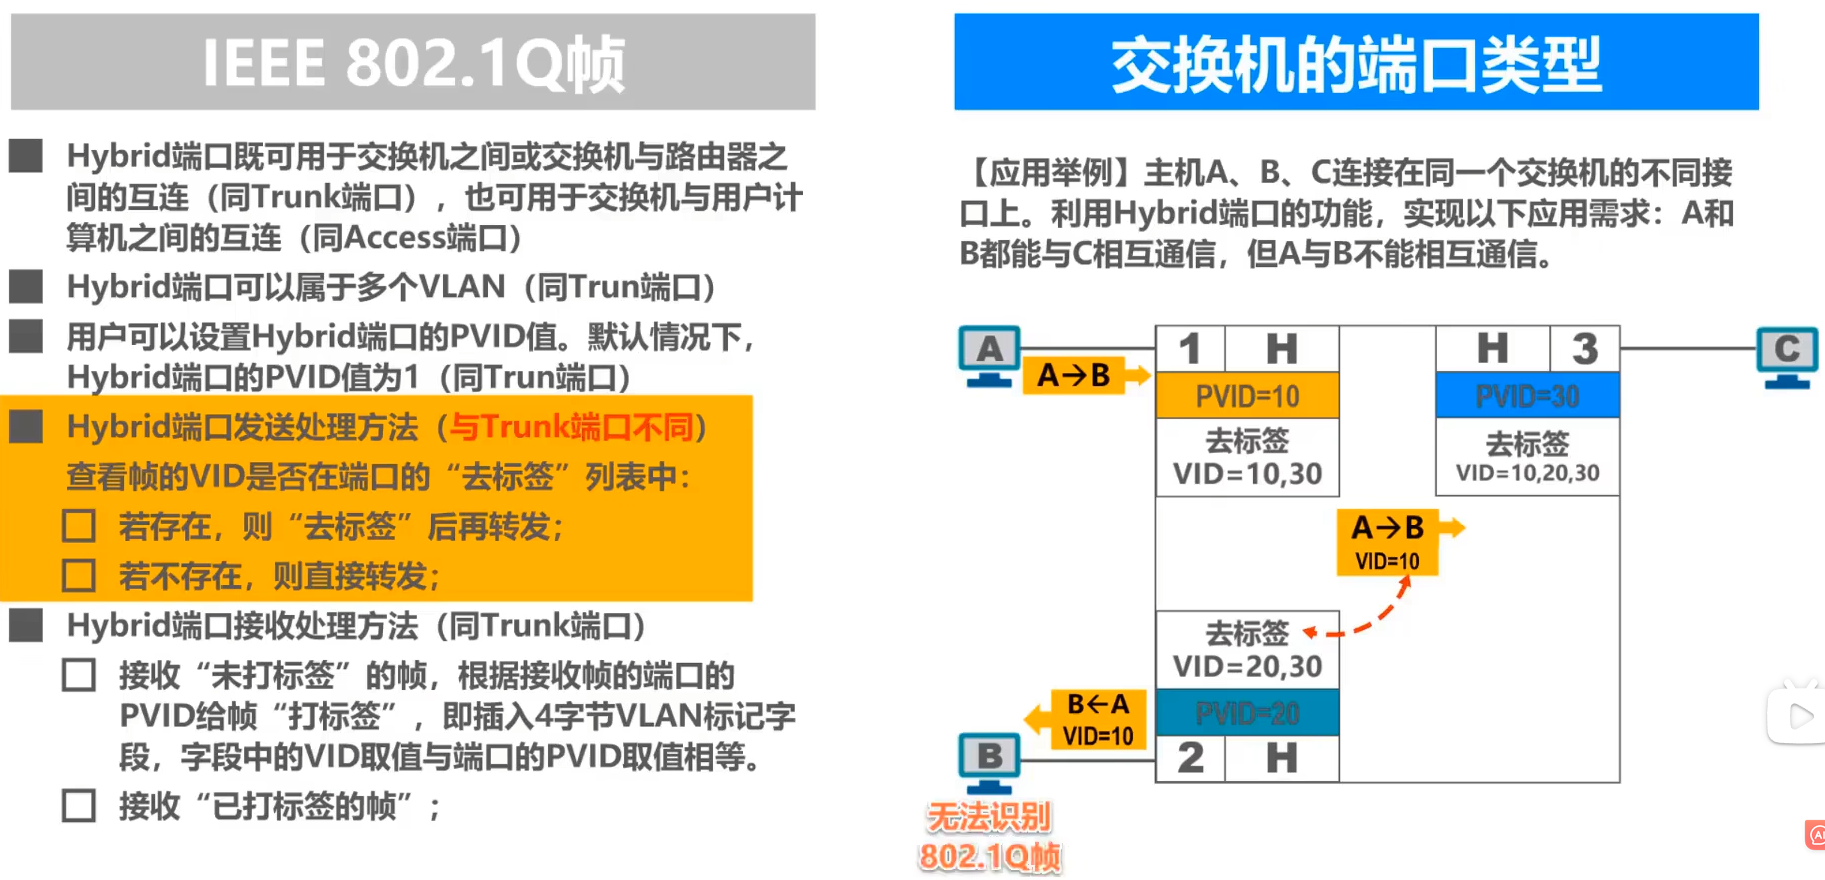 IEEE 802.1Q帧
Hybrid端口既可用于交换机之间或交换机与路由器之
间的互连（同Trunk端口），也可用于交换机与用户计
算机之间的互连（同Access端口）
Hybrid端口可以属于多个VLAN（同Trun端口）
用户可以设置Hybrid端口的PVID值。默认情况下，
Hybrid端口的PVID值为1（同Trun端口）
Hybrid端口发送处理方法（与Trunk端口不同）
查看帧的VID是否在端口的“去标签”列表中：
若存在，则“去标签”后再转发；
若不存在，则直接转发；
Hybrid端口接收处理方法（同Trunk端口）
接收“未打标签”的帧，根据接收帧的端口的
PVID给帧“打标签”，即插入4字节VLAN标记字
段，字段中的VID取值与端口的PVID取值相等。
接收“已打标签的帧”；
交换机的端口类型
【应用举例】主机A、B、C连接在同一个交换机的不同接
口上。利用Hybrid端口的功能，实现以下应用需求：A和
B都能与C相互通信，但A与B不能相互通信。
A
1 H
H 3
C
A→B
PVID=10
PVID=30
去标签
VID=10,30
去标签
VID=10,20,30
A→B
VID=10
去标签
VID=20,30
B←A
VID=10
PVID=20
B
2 H
无法识别
802.1Q帧